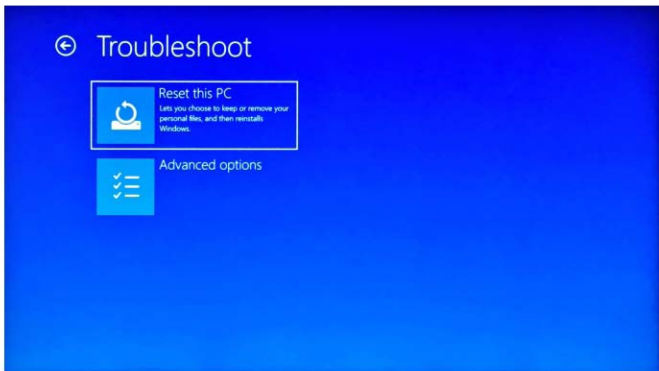 Troubleshoot
Reset this PC
Lets you choose to keep or remove your
personal files, and then reinstalls
Windows.
Advanced options